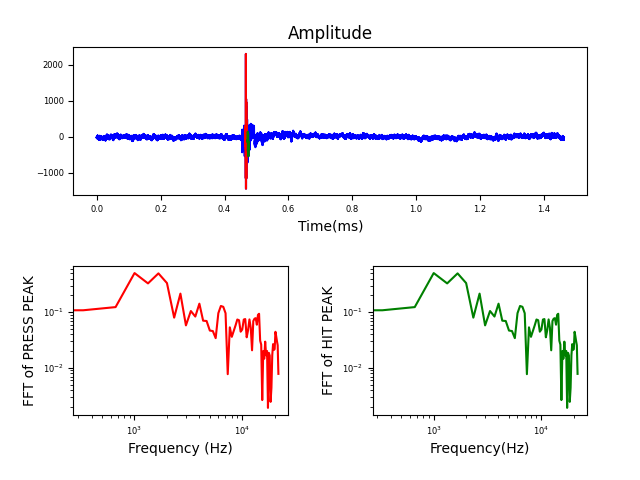 Amplitude
2000
1000
0
−1000
0.0 0.2 0.4 0.6 0.8 1.0 1.2 1.4
Time(ms)
FFT of PRESS PEAK
10⁻¹
10⁻²
10³ 10⁴
Frequency (Hz)
FFT of HIT PEAK
10⁻¹
10⁻²
10³ 10⁴
Frequency(Hz)